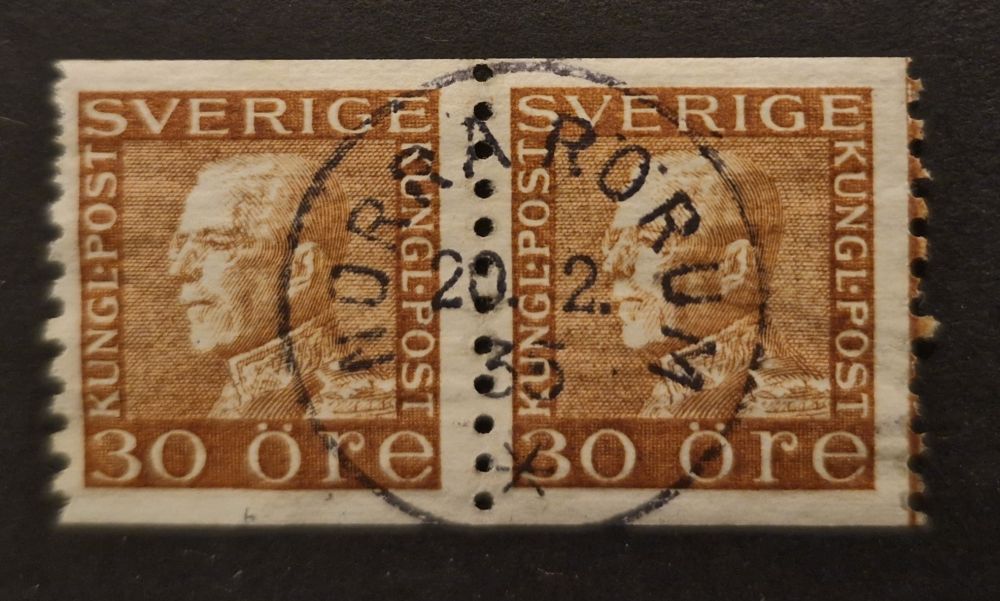 SVERIGE
KUNGL·POST
KUNGL·POST
30 öre
SVERIGE
KUNGL·POST
KUNGL·POST
30 öre
NORRA RÖRUM
20. 2.
35